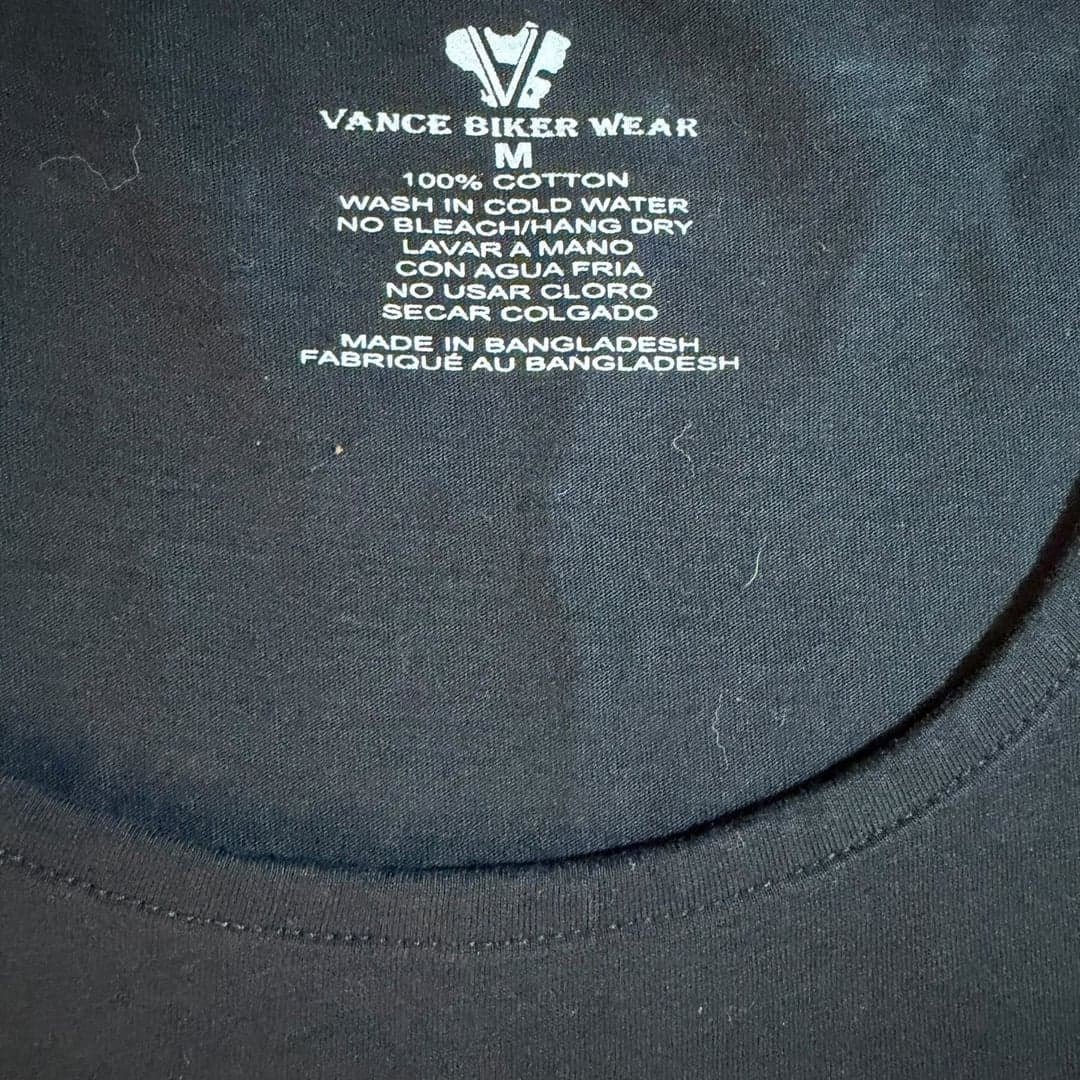 VANCE BIKER WEAR
M
100% COTTON
WASH IN COLD WATER
NO BLEACH/HANG DRY
LAVAR A MANO
CON AGUA FRIA
NO USAR CLORO
SECAR COLGADO
MADE IN BANGLADESH
FABRIQUÉ AU BANGLADESH